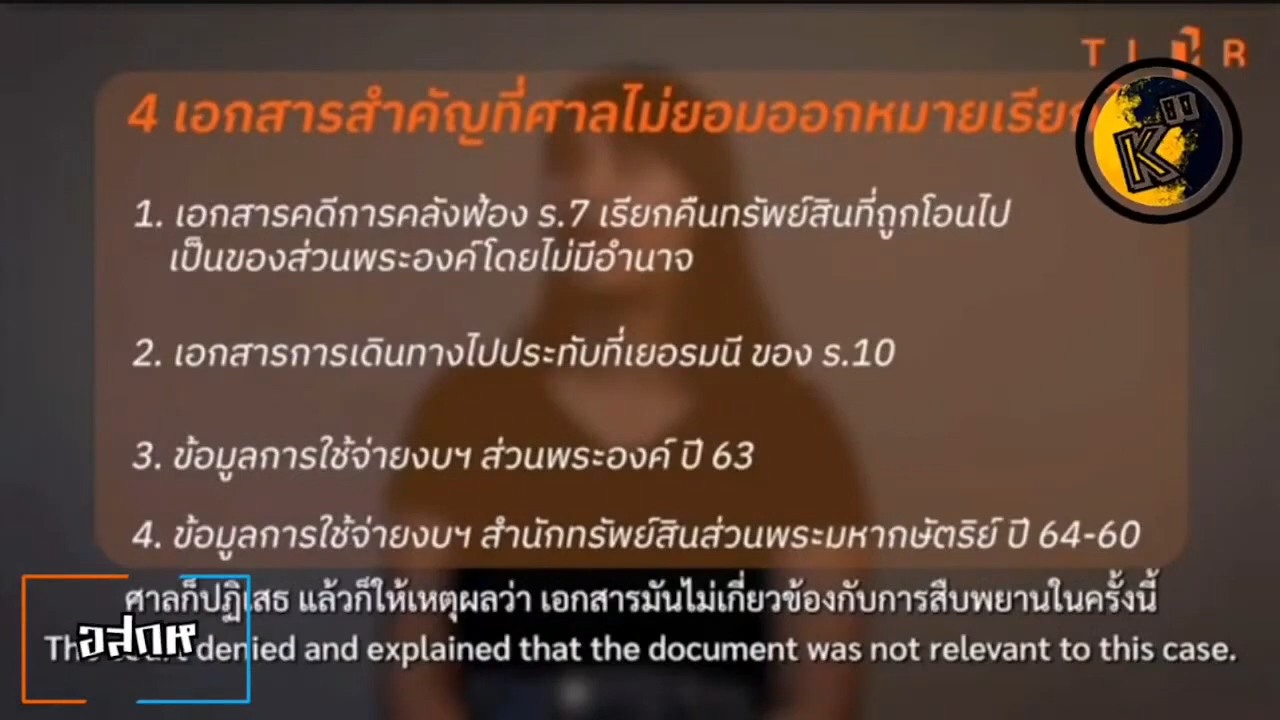 T L R
K"
4 เอกสารสำคัญที่ศาลไม่ยอมออกหมายเรียก
1. เอกสารคดีการคลังฟ้อง ร.7 เรียกคืนทรัพย์สินที่ถูกโอนไป
เป็นของส่วนพระองค์โดยไม่มีอำนาจ
2. เอกสารการเดินทางไปประทับที่เยอรมนี ของ ร.10
3. ข้อมูลการใช้จ่ายงบฯ ส่วนพระองค์ ปี 63
4. ข้อมูลการใช้จ่ายงบฯ สำนักทรัพย์สินส่วนพระมหากษัตริย์ ปี 64-60
ศาลก็ปฏิเสธ แล้วก็ให้เหตุผลว่า เอกสารมันไม่เกี่ยวข้องกับการสืบพยานในครั้งนี้
อสกห
denied and explained that the document was not relevant to this case.